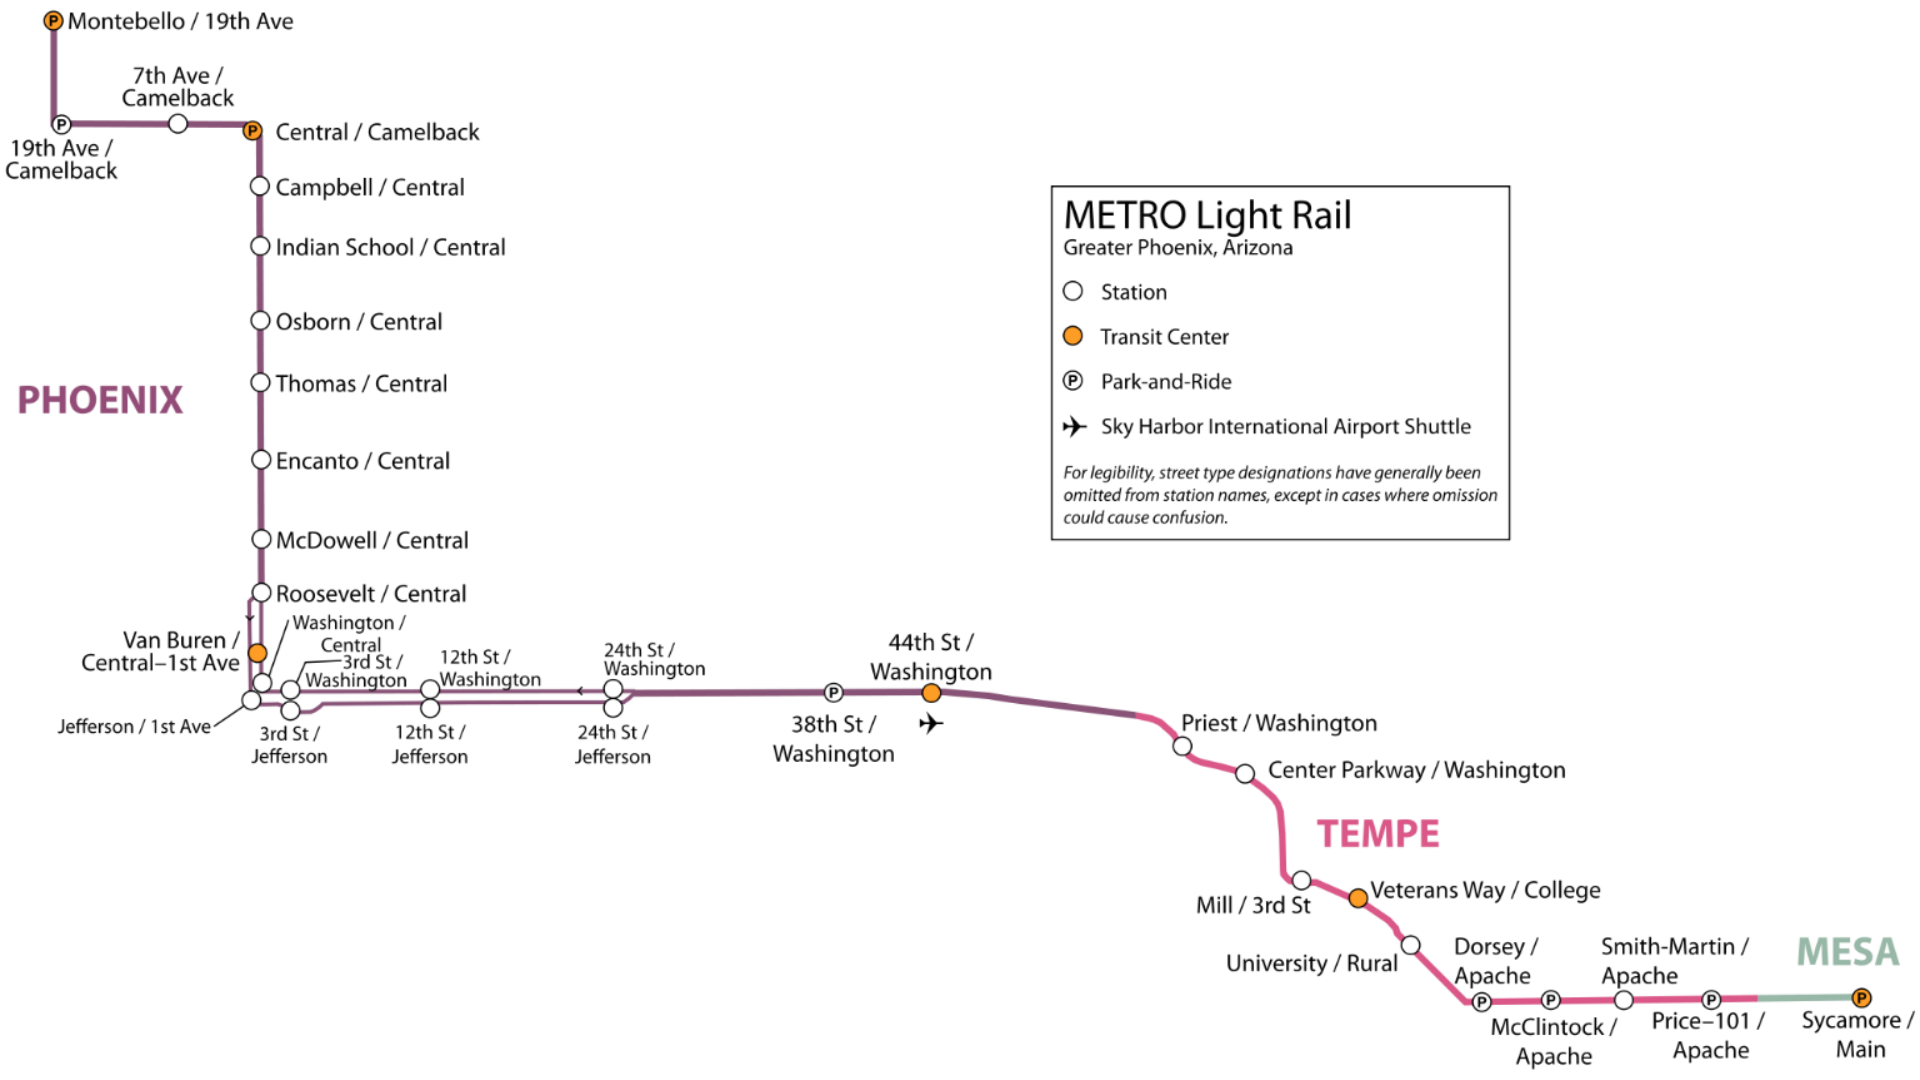 Montebello / 19th Ave
7th Ave /
Camelback
19th Ave /
Camelback
Central / Camelback
Campbell / Central
Indian School / Central
Osborn / Central
Thomas / Central
PHOENIX
Encanto / Central
McDowell / Central
Roosevelt / Central
Van Buren /
Central–1st Ave
Washington /
Central
3rd St /
Washington
12th St /
Washington
24th St /
Washington
44th St /
Washington
Jefferson / 1st Ave
3rd St /
Jefferson
12th St /
Jefferson
24th St /
Jefferson
38th St /
Washington
METRO Light Rail
Greater Phoenix, Arizona
Station
Transit Center
P Park-and-Ride
Sky Harbor International Airport Shuttle
For legibility, street type designations have generally been
omitted from station names, except in cases where omission
could cause confusion.
Priest / Washington
Center Parkway / Washington
TEMPE
Mill / 3rd St
Veterans Way / College
University / Rural
Dorsey /
Apache
McClintock /
Apache
Smith-Martin /
Apache
Price–101 /
Apache
MESA
Sycamore /
Main
P
P
P
P
P
P
P
P